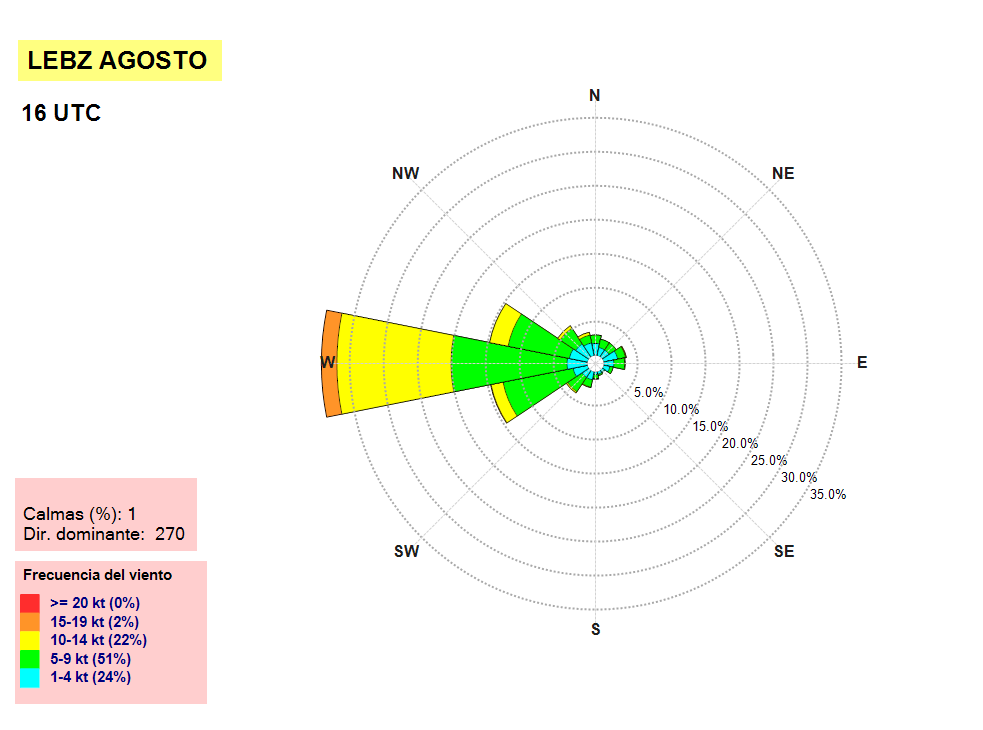 LEBZ AGOSTO
16 UTC
N
NW
NE
W
E
5.0%
10.0%
15.0%
20.0%
25.0%
30.0%
35.0%
SW
SE
S
Calmas (%): 1
Dir. dominante: 270
Frecuencia del viento
>= 20 kt (0%)
15-19 kt (2%)
10-14 kt (22%)
5-9 kt (51%)
1-4 kt (24%)